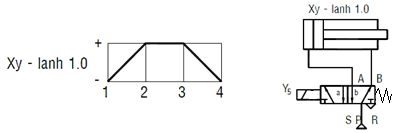 Xy - lanh 1.0
Xy - lanh 1.0
+
-
1 2 3 4
A B
Y5
a b
S P R